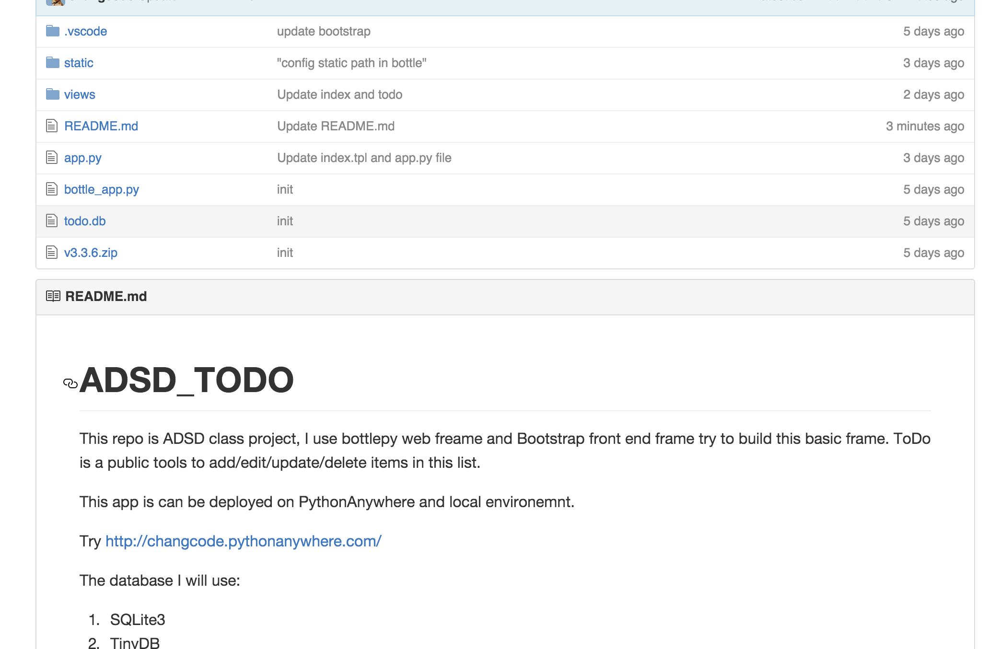 .vscode update bootstrap 5 days ago
static "config static path in bottle" 3 days ago
views Update index and todo 2 days ago
README.md Update README.md 3 minutes ago
app.py Update index.tpl and app.py file 3 days ago
bottle_app.py init 5 days ago
todo.db init 5 days ago
v3.3.6.zip init 5 days ago
README.md
ADSD_TODO
This repo is ADSD class project, I use bottlepy web freame and Bootstrap front end frame try to build this basic frame. ToDo
is a public tools to add/edit/update/delete items in this list.
This app is can be deployed on PythonAnywhere and local environemnt.
Try http://changcode.pythonanywhere.com/
The database I will use:
1. SQLite3
2. TinyDB